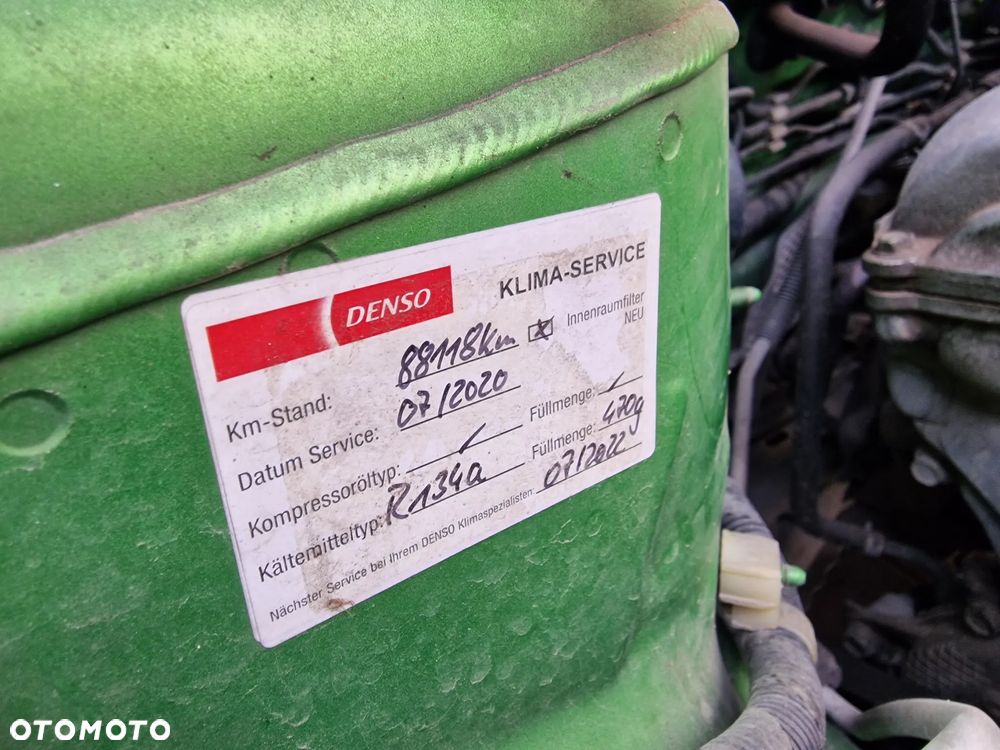 DENSO KLIMA-SERVICE
Km-Stand: 88118Km ☒ Innenraumfilter
NEU
Datum Service: 07/2020
Kompressoröltyp: / Füllmenge: /
Kältemitteltyp: R134a Füllmenge: 470g
Nächster Service bei Ihrem DENSO Klimaspezialisten: 07/2022
OTOMOTO